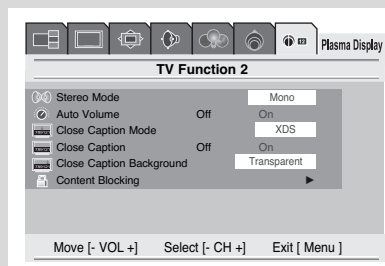 Plasma Display
TV Function 2
Stereo Mode Mono
Auto Volume Off On
Close Caption Mode XDS
Close Caption Off On
Close Caption Background Transparent
Content Blocking
Move [- VOL +] Select [- CH +] Exit [ Menu ]